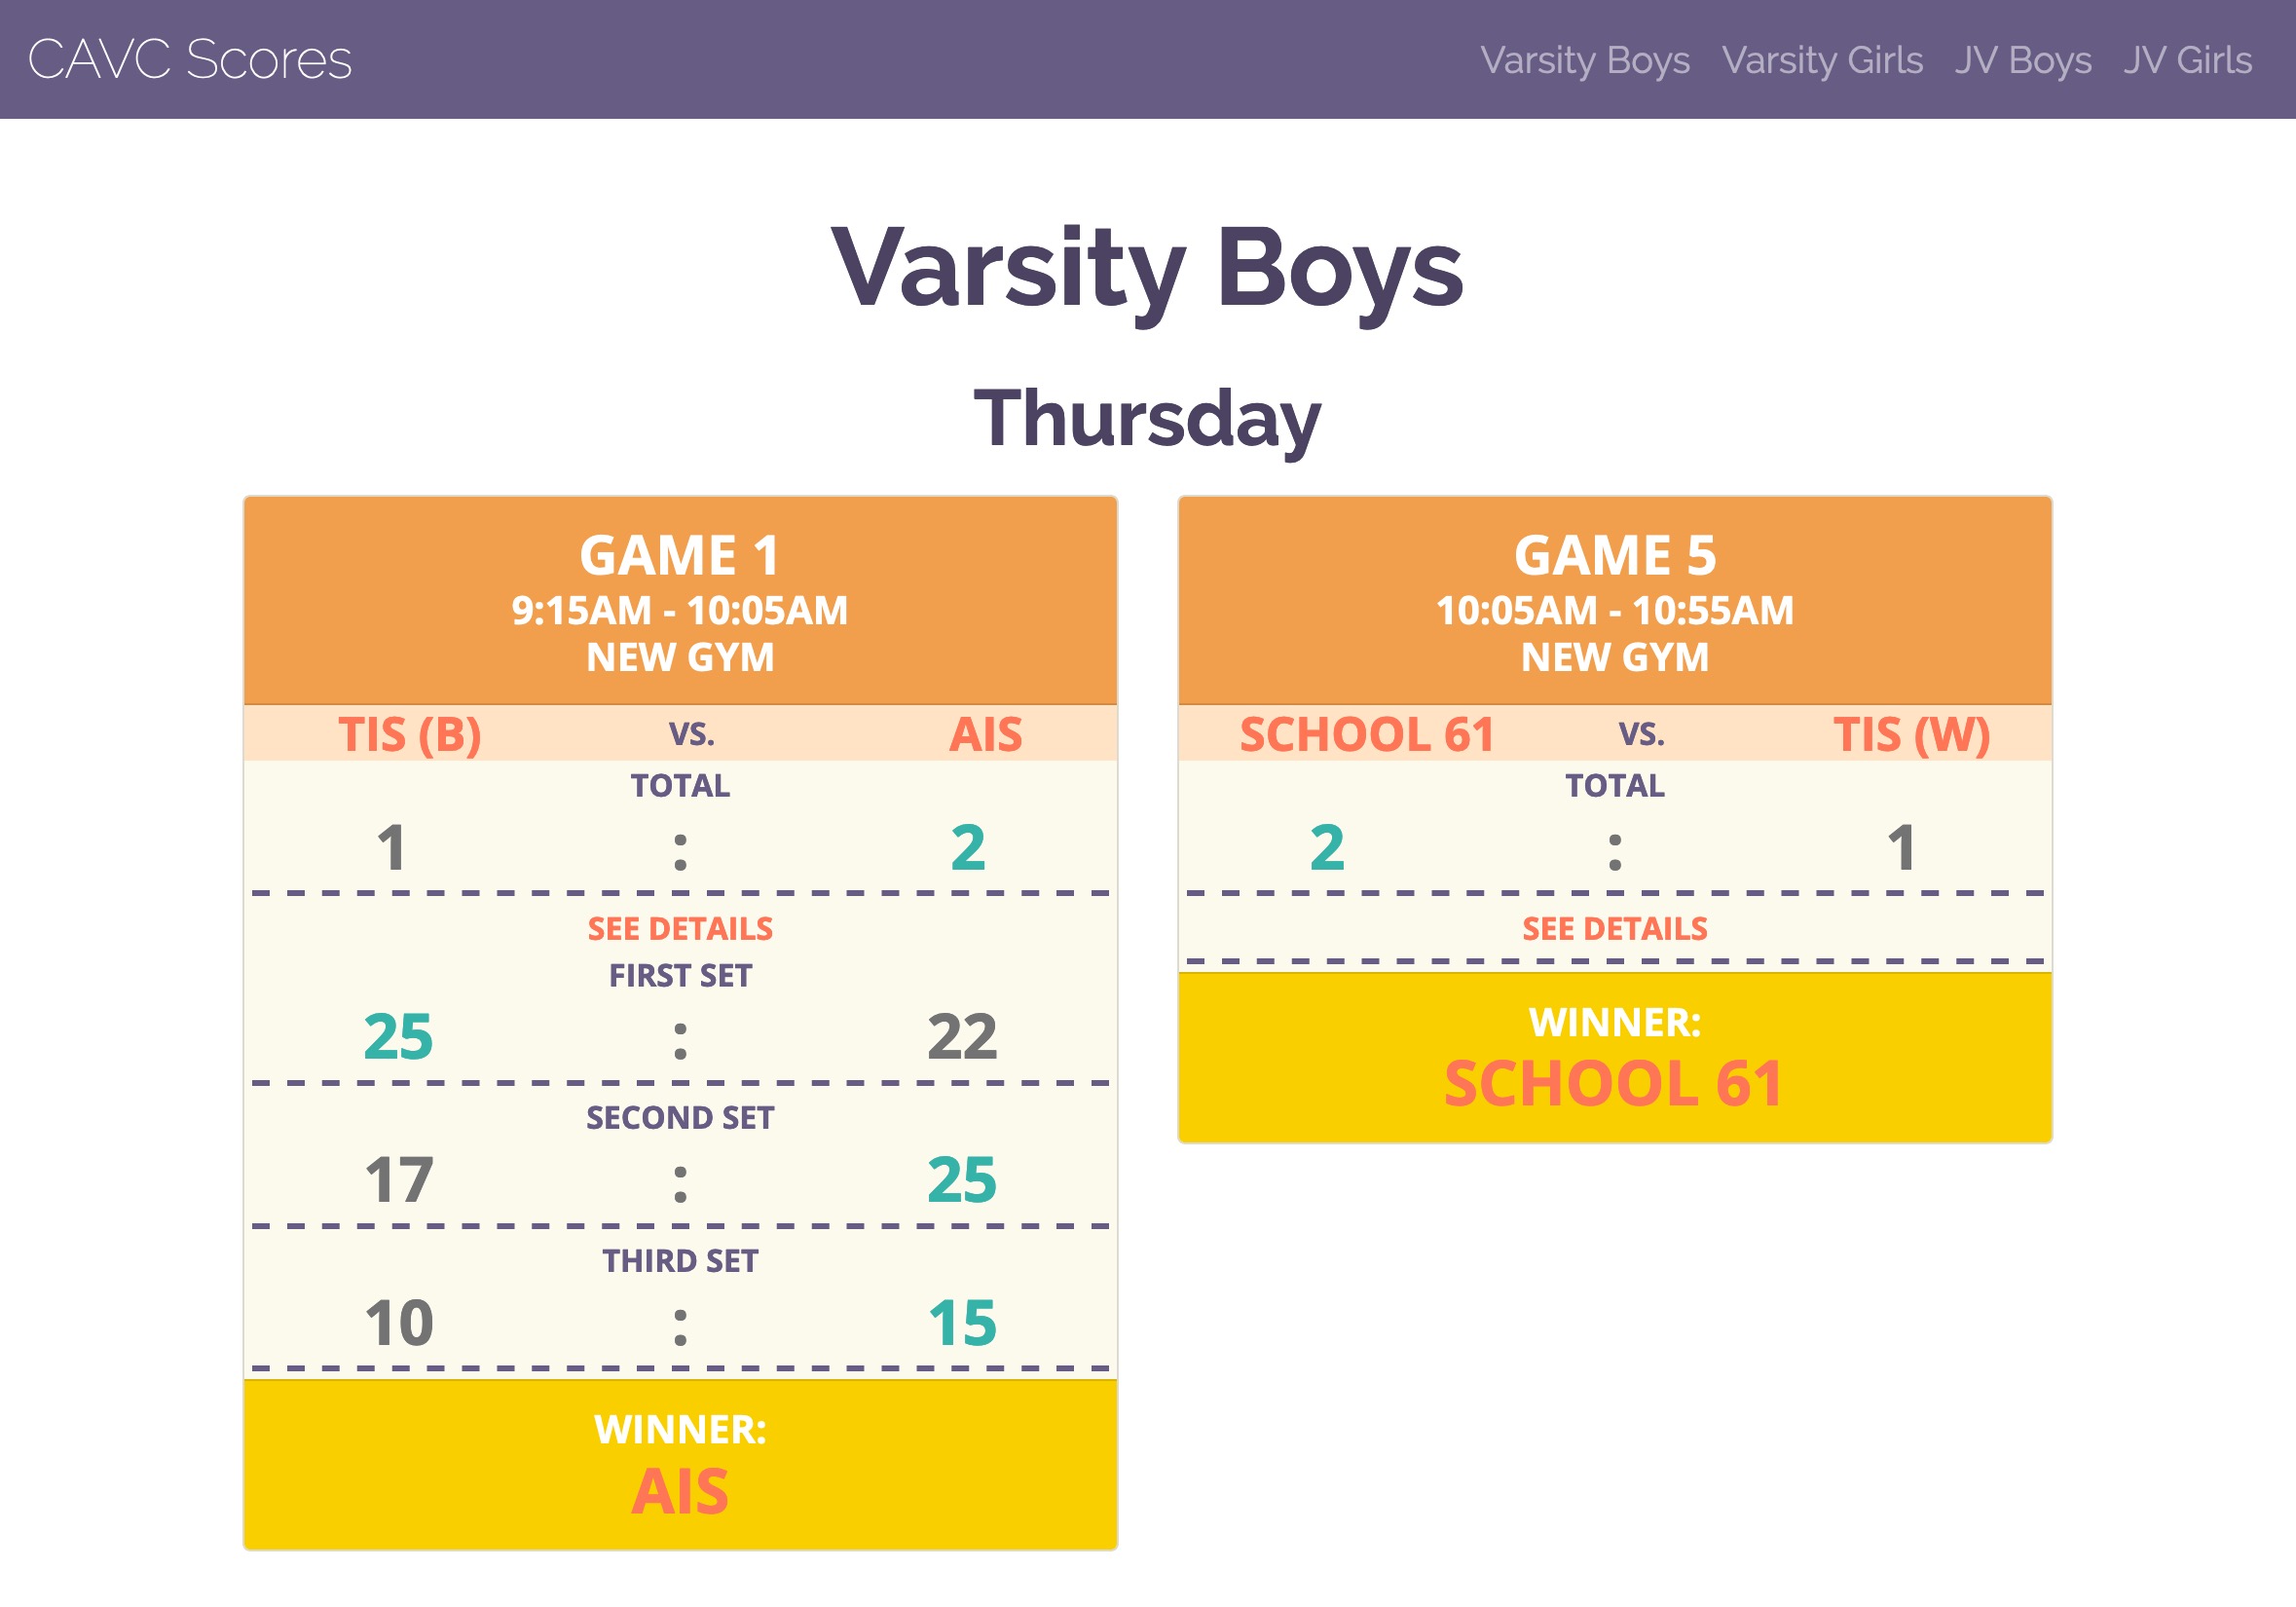 CAVC Scores
Varsity Boys Varsity Girls JV Boys JV Girls
Varsity Boys
Thursday
GAME 1
9:15AM - 10:05AM
NEW GYM
TIS (B) VS. AIS
TOTAL
1 : 2
SEE DETAILS
FIRST SET
25 : 22
SECOND SET
17 : 25
THIRD SET
10 : 15
WINNER:
AIS
GAME 5
10:05AM - 10:55AM
NEW GYM
SCHOOL 61 VS. TIS (W)
TOTAL
2 : 1
SEE DETAILS
WINNER:
SCHOOL 61